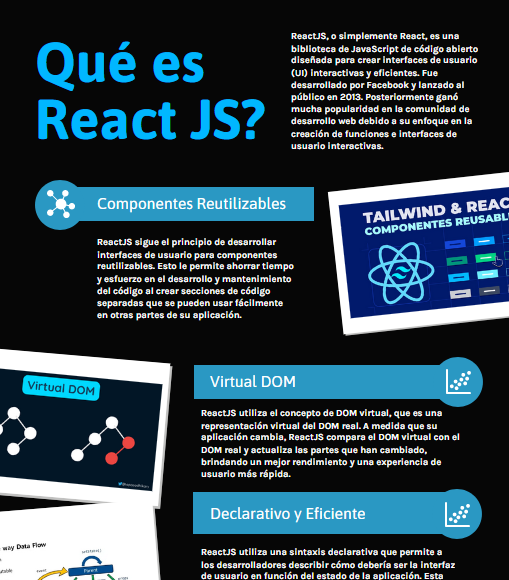 Qué es
React JS?
ReactJS, o simplemente React, es una
biblioteca de JavaScript de código abierto
diseñada para crear interfaces de usuario
(UI) interactivas y eficientes. Fue
desarrollado por Facebook y lanzado al
público en 2013. Posteriormente ganó
mucha popularidad en la comunidad de
desarrollo web debido a su enfoque en la
creación de funciones e interfaces de
usuario interactivas.
Componentes Reutilizables
ReactJS sigue el principio de desarrollar
interfaces de usuario para componentes
reutilizables. Esto le permite ahorrar tiempo
y esfuerzo en el desarrollo y mantenimiento
del código al crear secciones de código
separadas que se pueden usar fácilmente
en otras partes de su aplicación.
TAILWIND & REAC
COMPONENTES REUSABL
Virtual DOM
Virtual DOM
ReactJS utiliza el concepto de DOM virtual, que es una
representación virtual del DOM real. A medida que su
aplicación cambia, ReactJS compara el DOM virtual con el
DOM real y actualiza las partes que han cambiado,
brindando un mejor rendimiento y una experiencia de
usuario más rápida.
Declarativo y Eficiente
ReactJS utiliza una sintaxis declarativa que permite a
los desarrolladores describir cómo debería ser la interfaz
de usuario en función del estado de la aplicación. Esta
way Data Flow
Parent